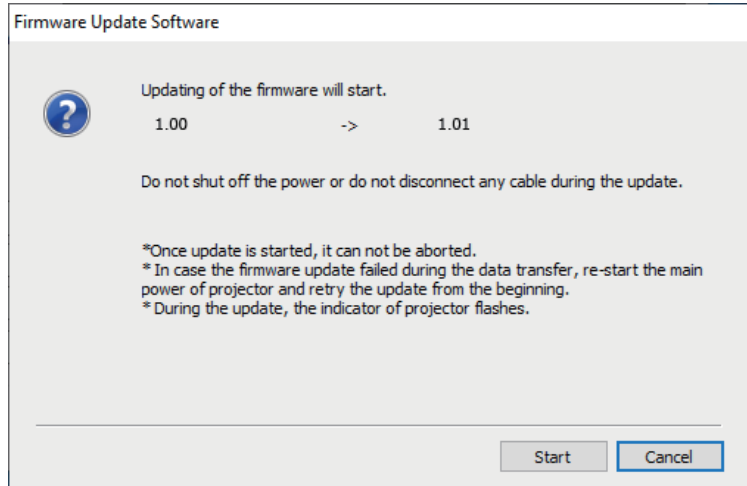 Firmware Update Software
Updating of the firmware will start.
1.00 -> 1.01
Do not shut off the power or do not disconnect any cable during the update.
*Once update is started, it can not be aborted.
* In case the firmware update failed during the data transfer, re-start the main
power of projector and retry the update from the beginning.
* During the update, the indicator of projector flashes.
Start Cancel